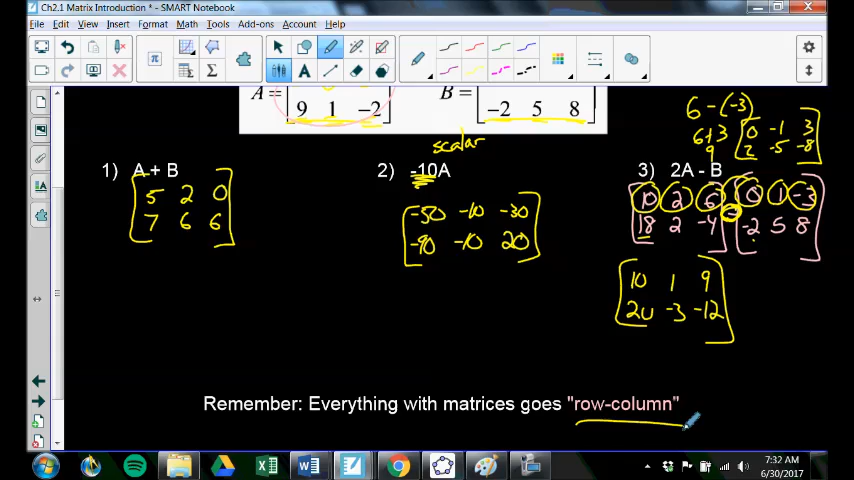 Ch2.1 Matrix Introduction * - SMART Notebook
File Edit View Insert Format Math Tools Add-ons Account Help
A = 9 1 -2 B = -2 5 8
6 - (-3)
6+3
9
0 -1 3
2 -5 -8
scalar
1) A + B
5 2 0
7 6 6
2) -10A
-50 -10 -30
-90 -10 20
3) 2A - B
10 2 6 - 0 1 -3
18 2 -4 -2 5 8
10 1 9
20 -3 -12
Remember: Everything with matrices goes "row-column"
7:32 AM
6/30/2017